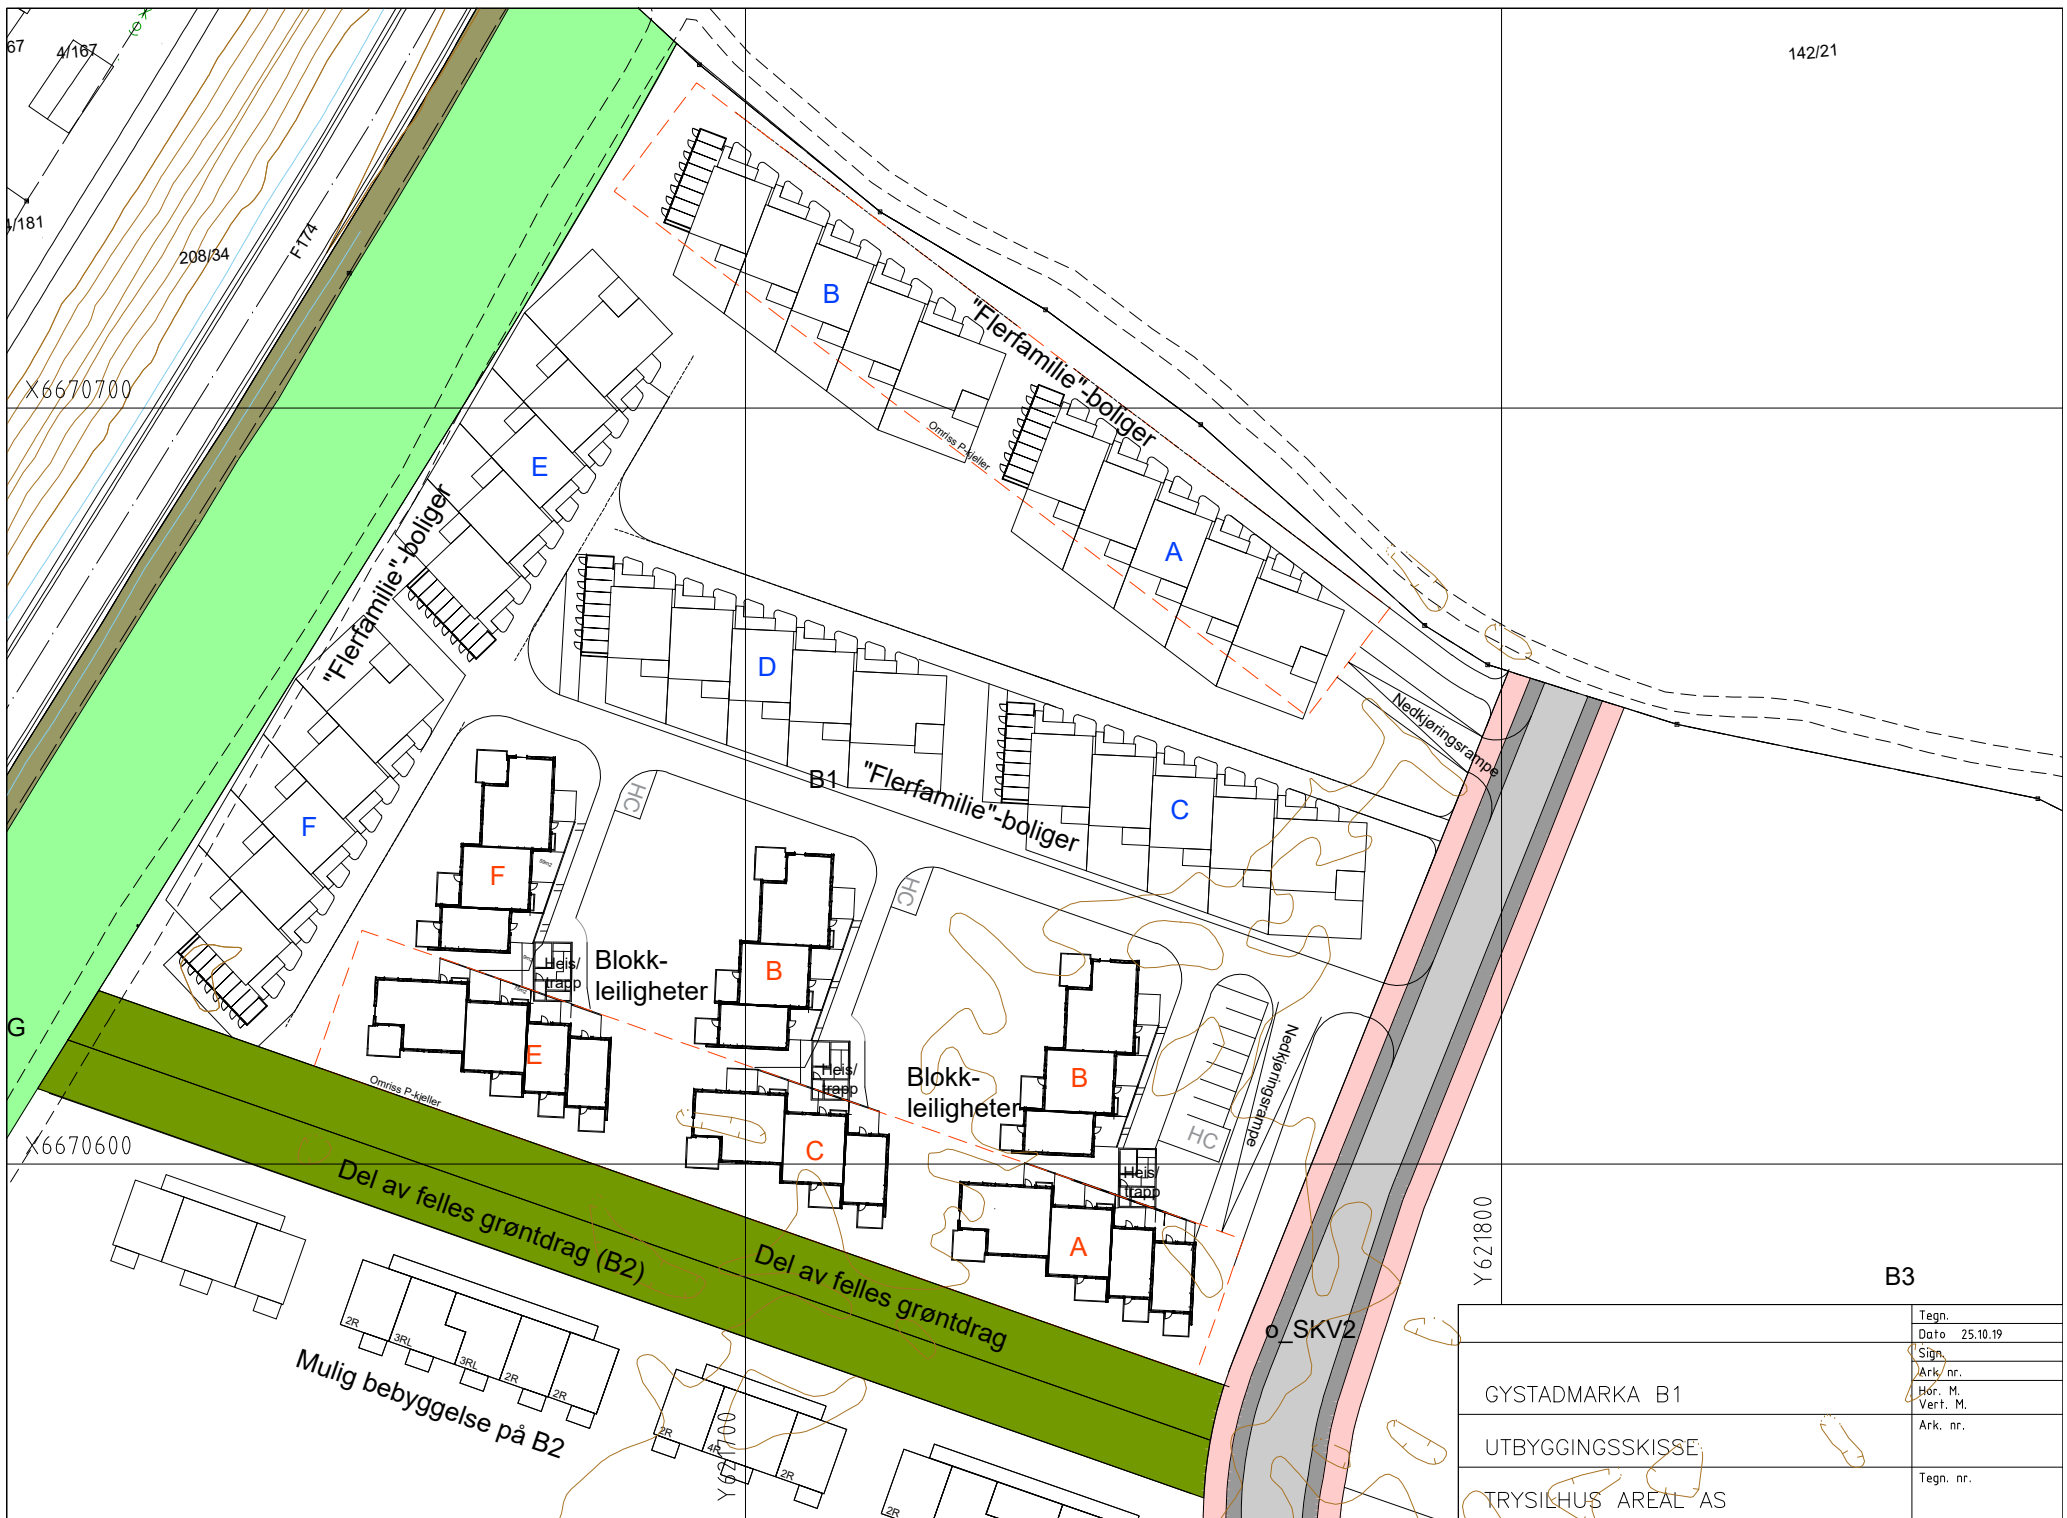 67
4/167
142/21
4/181
208/34
F174
X6670700
B
"Flerfamilie"-boliger
Omriss P-kjeller
E
"Flerfamilie"-boliger
A
D
Nedkjøringsrampe
B1
"Flerfamilie"-boliger
C
F
HC
HC
F
Blokk-
leiligheter
Heis/
trapp
B
G
E
Omriss P-kjeller
Heis/
trapp
Blokk-
leiligheter
B
Nedkjøringsrampe
HC
X6670600
C
Heis/
trapp
A
Del av felles grøntdrag (B2)
Del av felles grøntdrag
Y621800
B3
o_SKV2
2R
3RL
3RL
2R
2R
Mulig bebyggelse på B2
2R
4R
2R
2R
Y621700
Tegn.
Dato 25.10.19
Sign.
Ark. nr.
Hor. M.
Vert. M.
Ark. nr.
Tegn. nr.
GYSTADMARKA B1
UTBYGGINGSSKISSE
TRYSILHUS AREAL AS